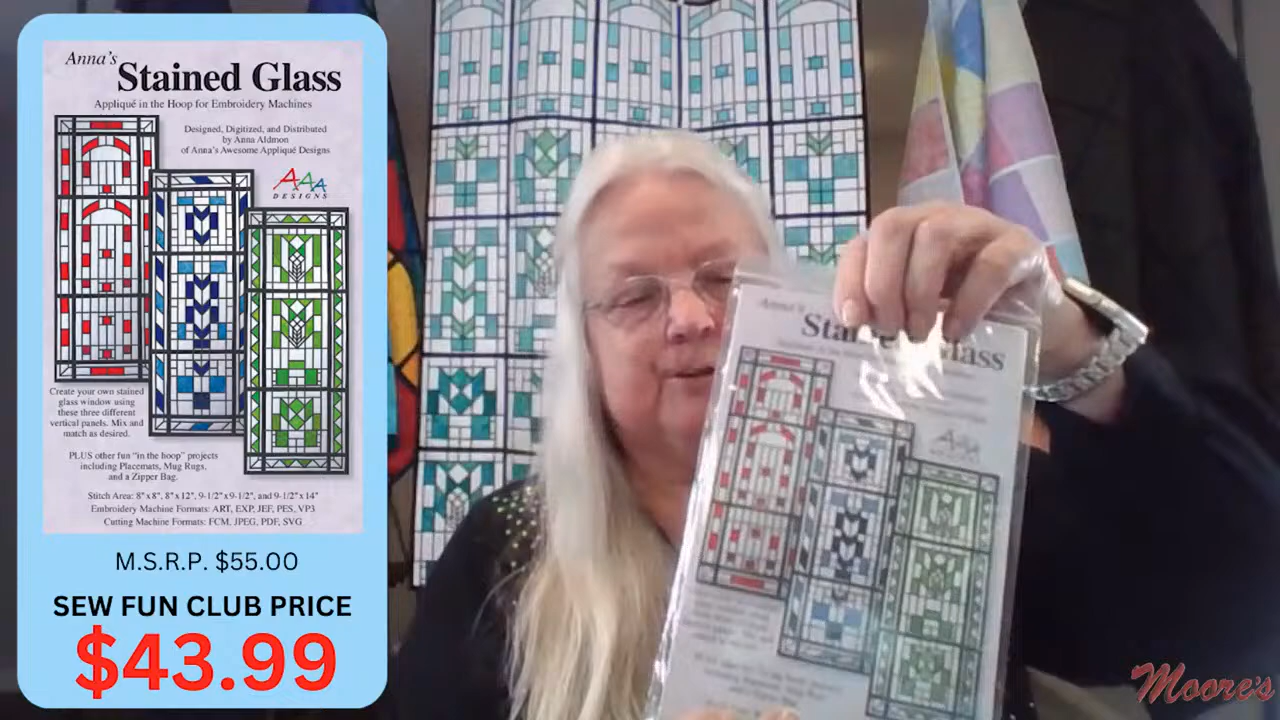 Anna's
Stained Glass
Appliqué in the Hoop for Embroidery Machines
Designed, Digitized, and Distributed
by Anna Aldmon
of Anna's Awesome Appliqué Designs
AAA
DESIGNS
Create your own stained
glass window using
these three different
vertical panels. Mix and
match as desired.
PLUS other fun "in the hoop" projects
including Placemats, Mug Rugs,
and a Zipper Bag.
Stitch Area: 8" x 8", 8" x 12", 9-1/2"x 9-1/2", and 9-1/2" x 14"
Embroidery Machine Formats: ART, EXP, JEF, PES, VP3
Cutting Machine Formats: FCM, JPEG, PDF, SVG
M.S.R.P. $55.00
SEW FUN CLUB PRICE
$43.99
Anna's
Stained Glass
Moore's